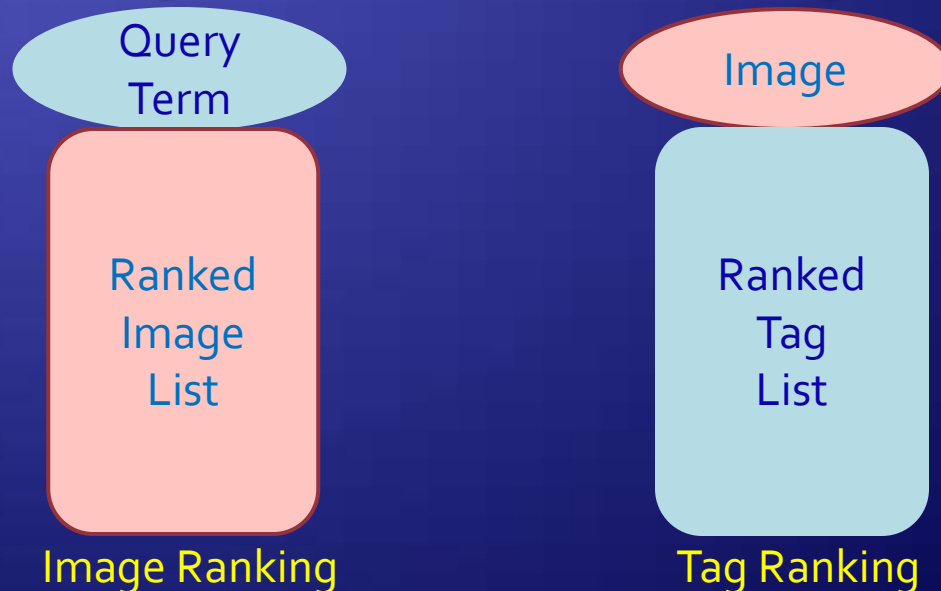 Query
Term
Ranked
Image
List
Image Ranking
Image
Ranked
Tag
List
Tag Ranking